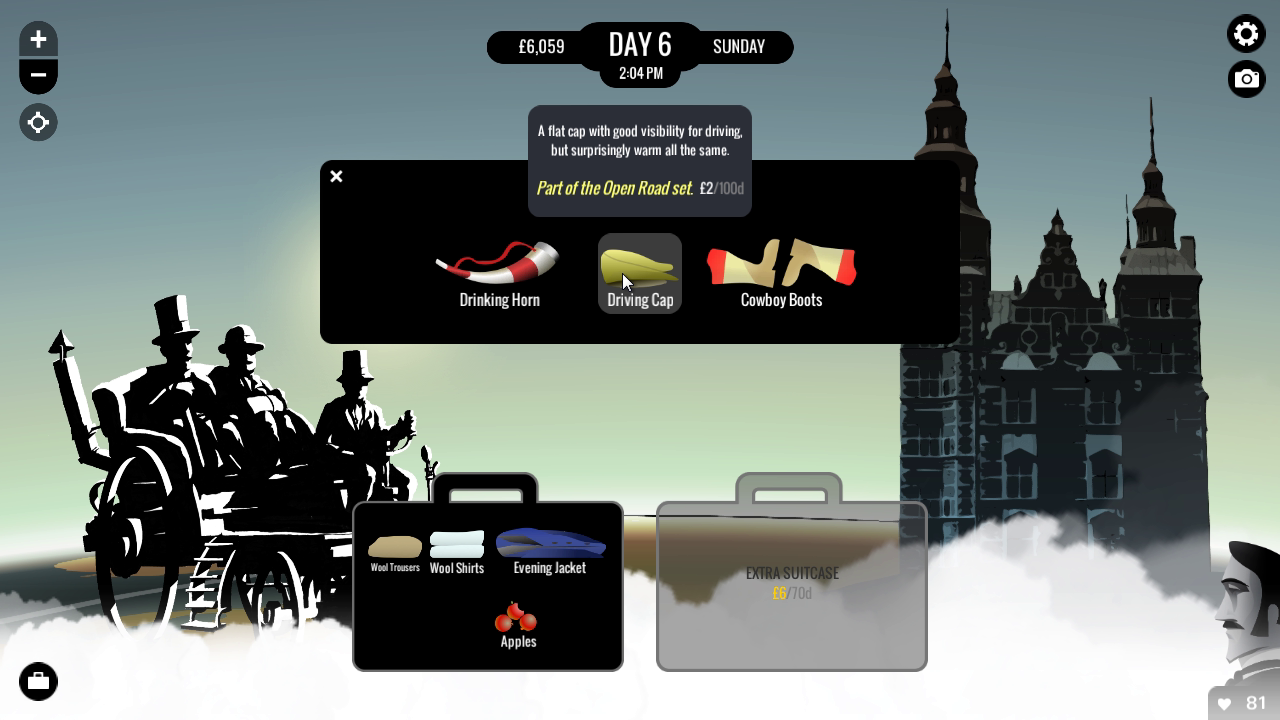 £6,059
DAY 6
SUNDAY
2:04 PM
A flat cap with good visibility for driving,
but surprisingly warm all the same.
Part of the Open Road set. £2/100d
Drinking Horn
Driving Cap
Cowboy Boots
Wool Trousers
Wool Shirts
Evening Jacket
Apples
EXTRA SUITCASE
£6/70d
81